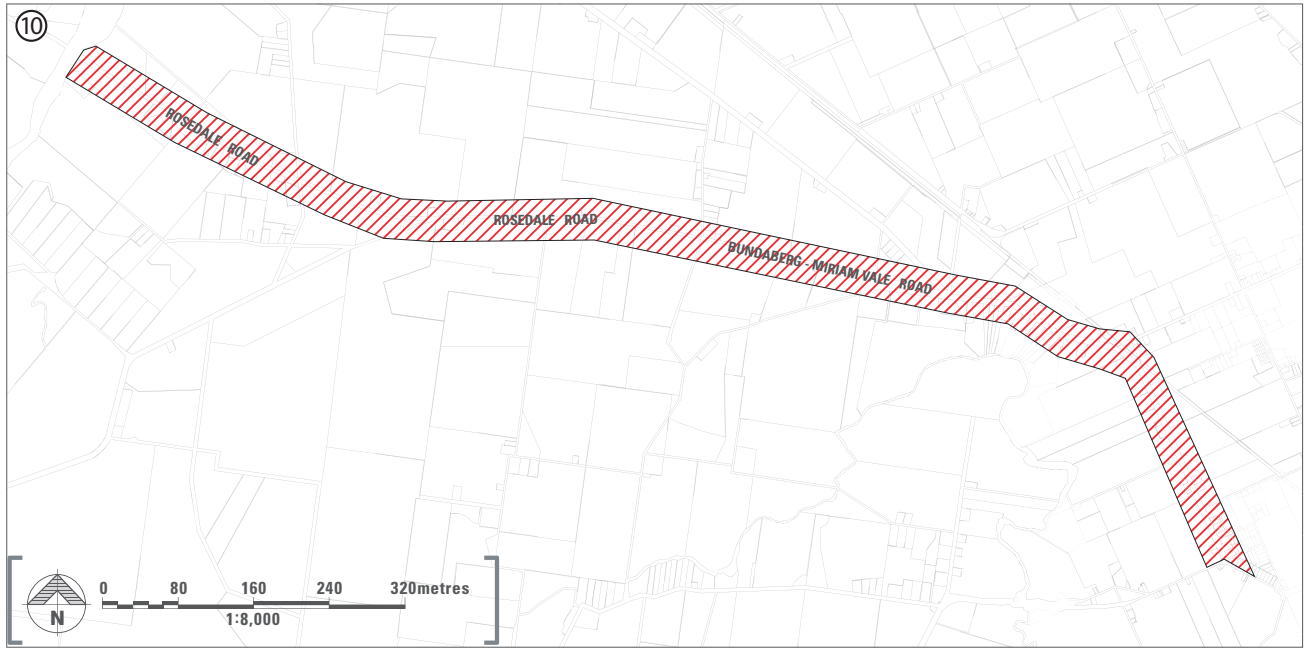 10
ROSEDALE ROAD
ROSEDALE ROAD
BUNDABERG - MIRIAM VALE ROAD
0 80 160 240 320metres
N
1:8,000